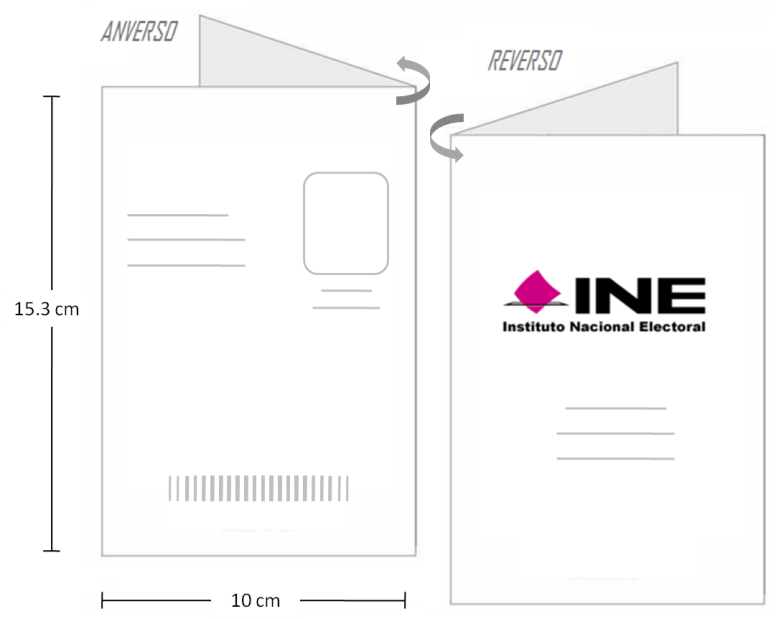 ANVERSO
REVERSO
15.3 cm
INE
Instituto Nacional Electoral
10 cm